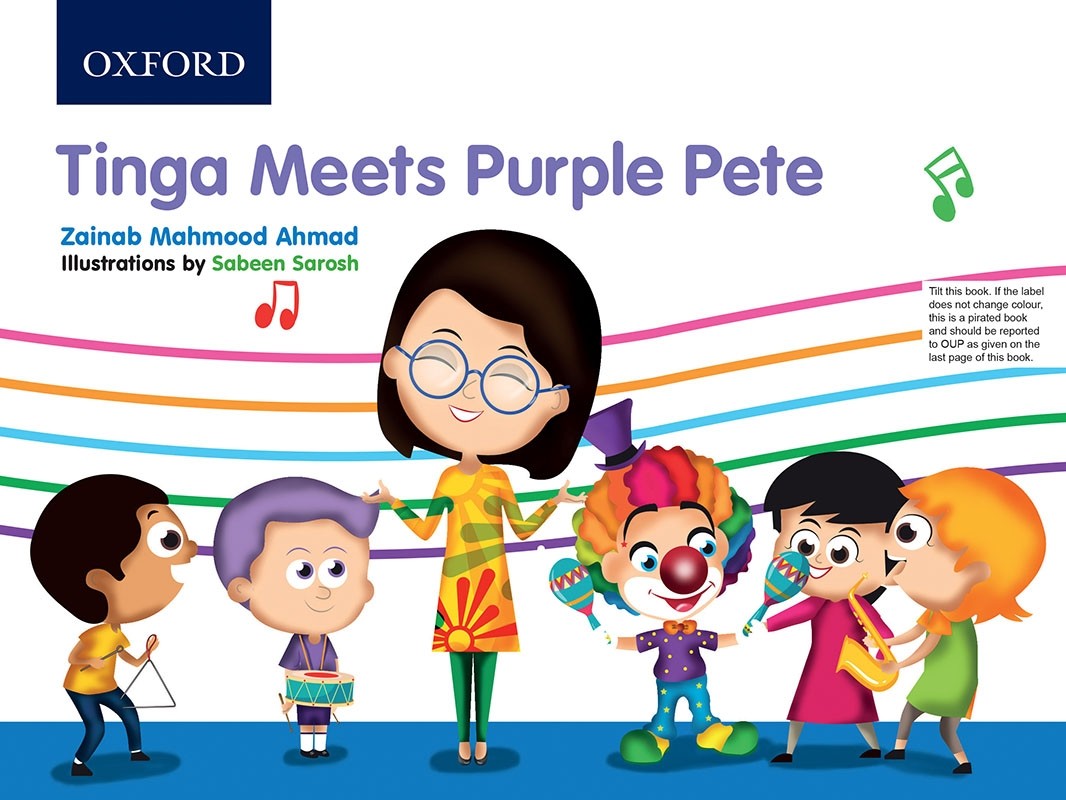 OXFORD
Tinga Meets Purple Pete
Zainab Mahmood Ahmad
Illustrations by Sabeen Sarosh
Tilt this book. If the label
does not change colour,
this is a pirated book
and should be reported
to OUP as given on the
last page of this book.